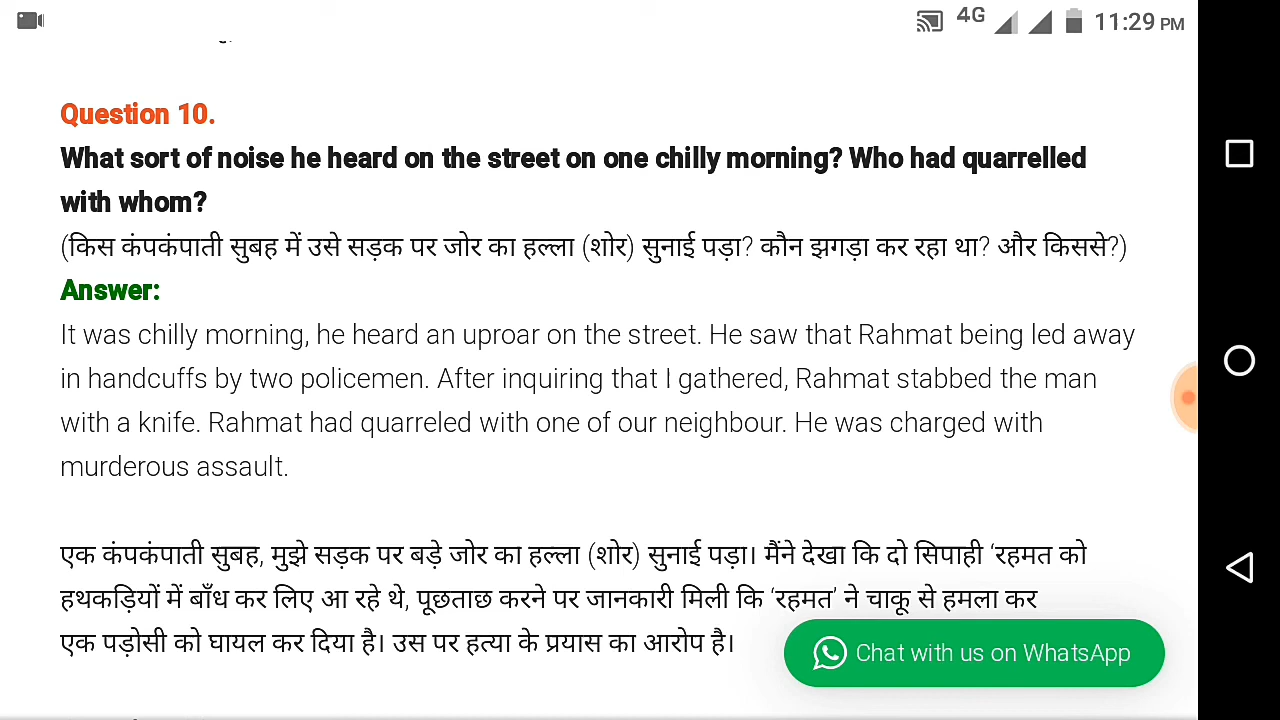 4G 11:29 PM
Question 10.
What sort of noise he heard on the street on one chilly morning? Who had quarrelled
with whom?
(किस कंपकंपाती सुबह में उसे सड़क पर जोर का हल्ला (शोर) सुनाई पड़ा? कौन झगड़ा कर रहा था? और किससे?)
Answer:
It was chilly morning, he heard an uproar on the street. He saw that Rahmat being led away
in handcuffs by two policemen. After inquiring that I gathered, Rahmat stabbed the man
with a knife. Rahmat had quarreled with one of our neighbour. He was charged with
murderous assault.
एक कंपकंपाती सुबह, मुझे सड़क पर बड़े जोर का हल्ला (शोर) सुनाई पड़ा। मैंने देखा कि दो सिपाही ‘रहमत को
हथकड़ियों में बाँध कर लिए आ रहे थे, पूछताछ करने पर जानकारी मिली कि ‘रहमत’ ने चाकू से हमला कर
एक पड़ोसी को घायल कर दिया है। उस पर हत्या के प्रयास का आरोप है।
Chat with us on WhatsApp